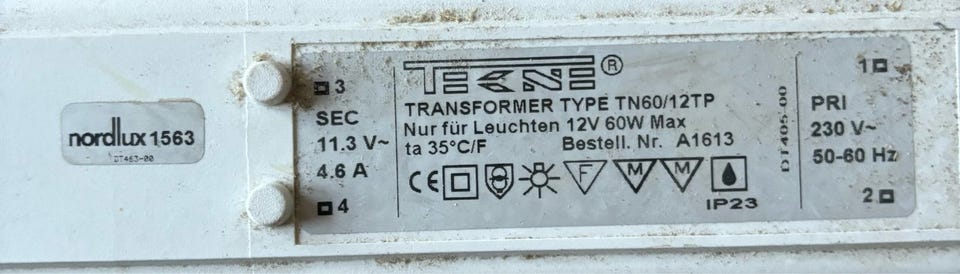 nordlux 1563
DT463-00
3
SEC
11.3 V~
4.6 A
4
TEKNE®
TRANSFORMER TYPE TN60/12TP
Nur für Leuchten 12V 60W Max
ta 35°C/F Bestell. Nr. A1613
CE F M M
IP23
DT405.00
1
PRI
230 V~
50-60 Hz
2